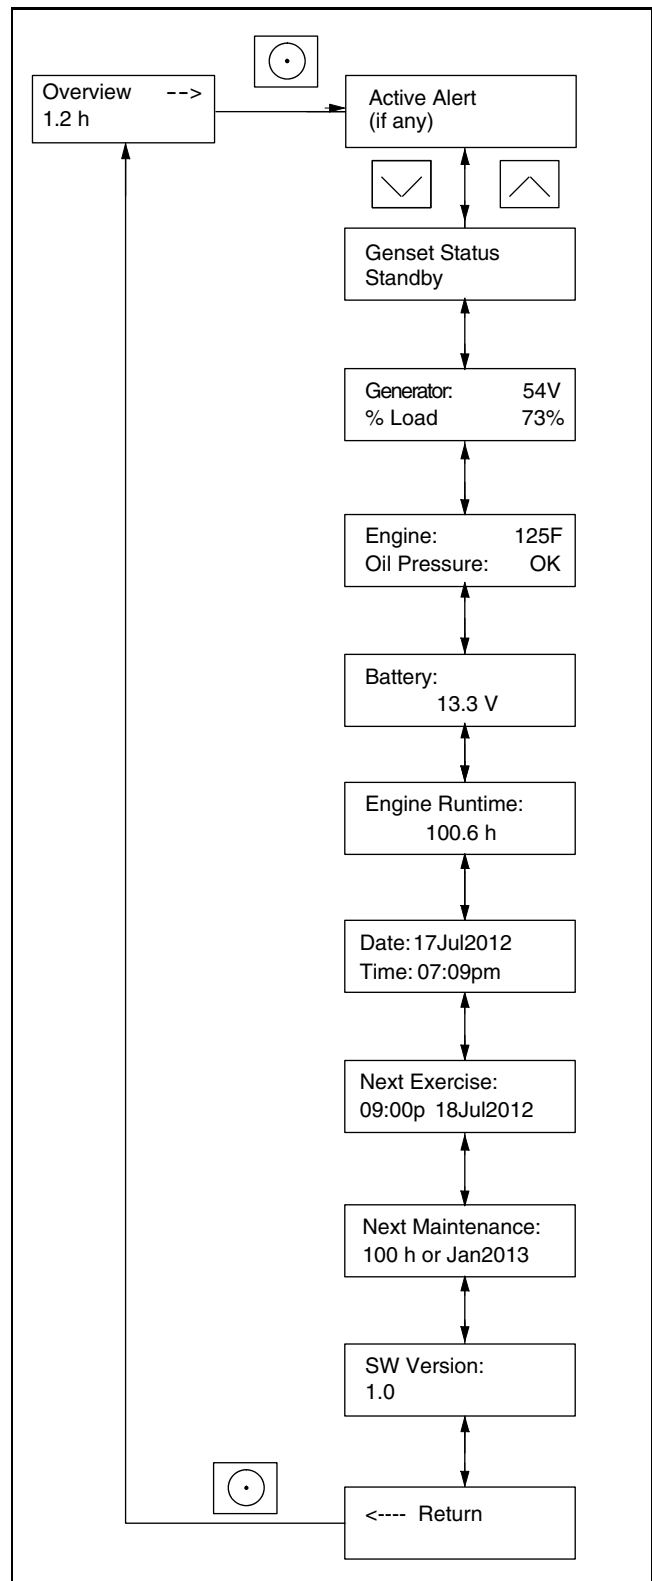 Overview -->
1.2 h
Active Alert
(if any)
Genset Status
Standby
Generator: 54V
% Load 73%
Engine: 125F
Oil Pressure: OK
Battery:
13.3 V
Engine Runtime:
100.6 h
Date: 17Jul2012
Time: 07:09pm
Next Exercise:
09:00p 18Jul2012
Next Maintenance:
100 h or Jan2013
SW Version:
1.0
<---- Return